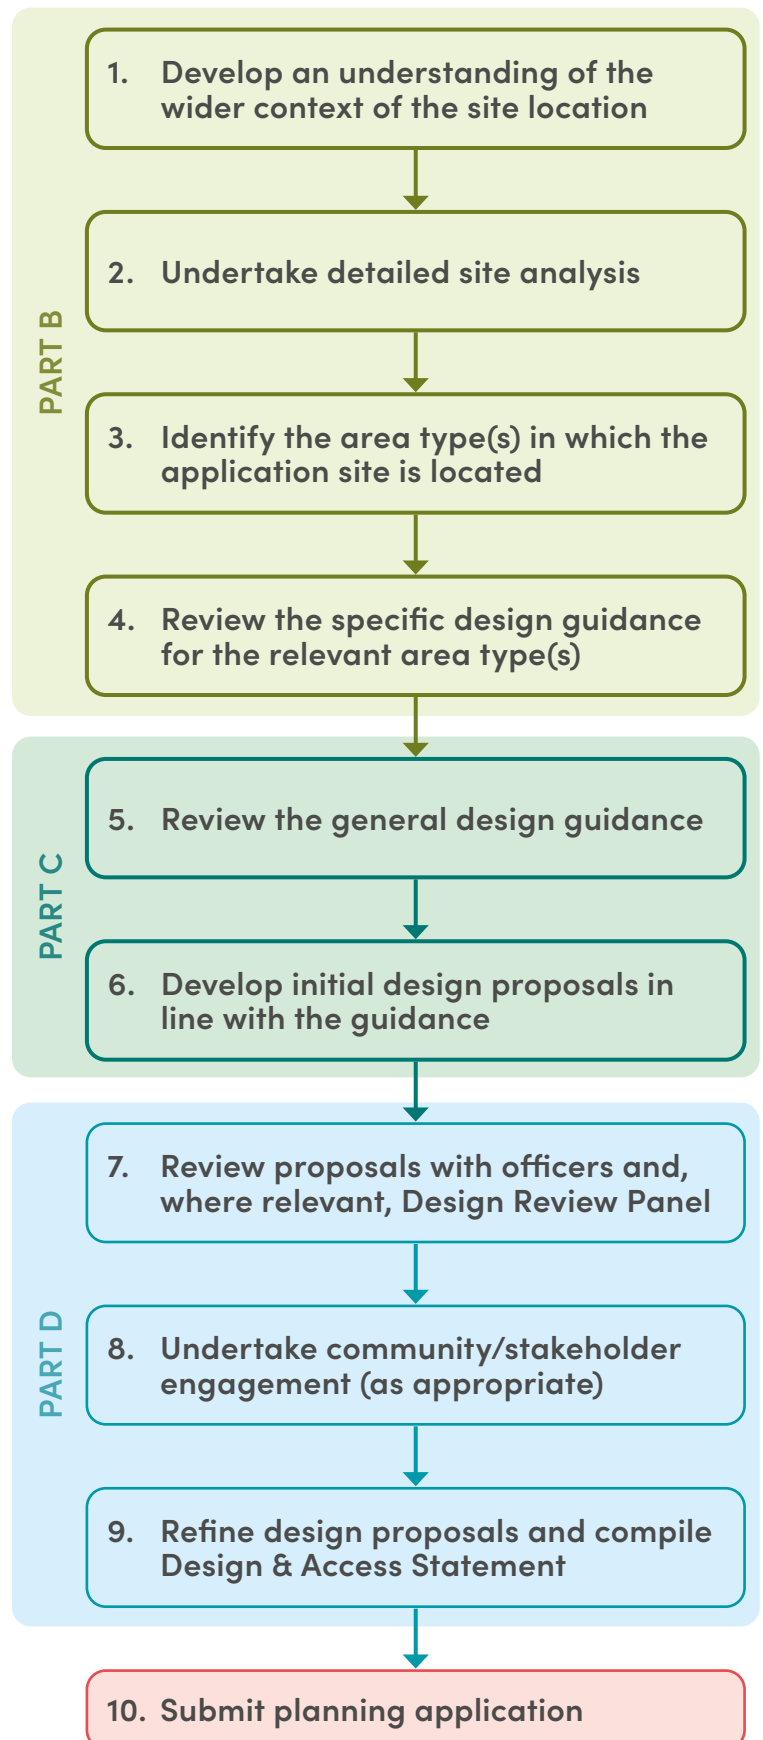 PART B
1. Develop an understanding of the
wider context of the site location
2. Undertake detailed site analysis
3. Identify the area type(s) in which the
application site is located
4. Review the specific design guidance
for the relevant area type(s)
PART C
5. Review the general design guidance
6. Develop initial design proposals in
line with the guidance
PART D
7. Review proposals with officers and,
where relevant, Design Review Panel
8. Undertake community/stakeholder
engagement (as appropriate)
9. Refine design proposals and compile
Design & Access Statement
10. Submit planning application